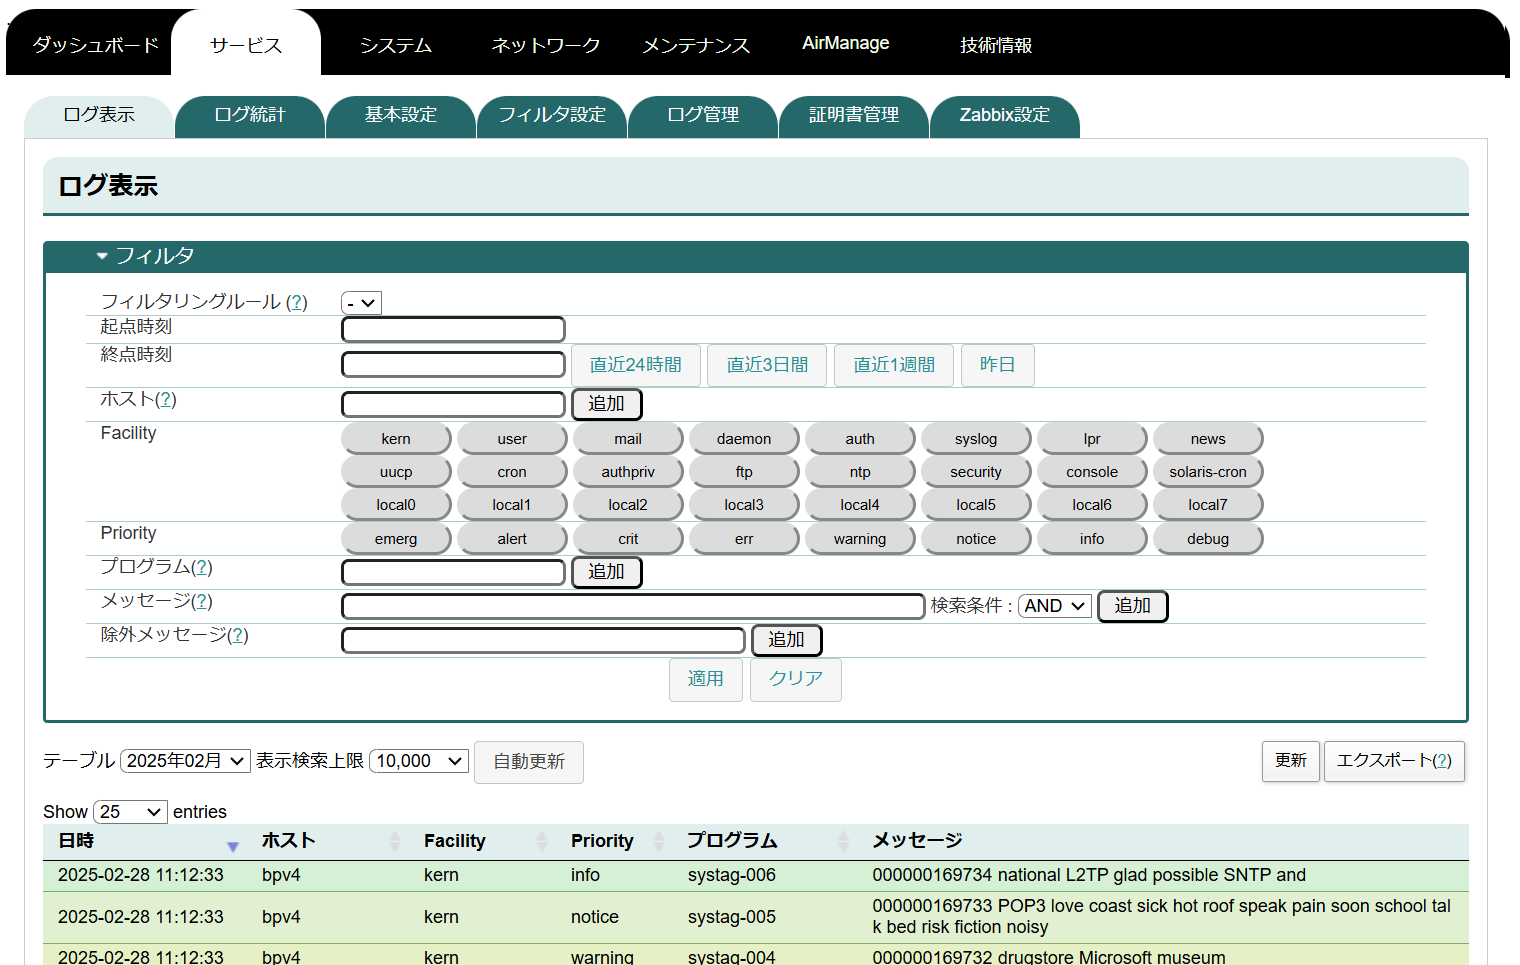 ダッシュボード サービス システム ネットワーク メンテナンス AirManage 技術情報
ログ表示 ログ統計 基本設定 フィルタ設定 ログ管理 証明書管理 Zabbix設定
ログ表示
フィルタ
フィルタリングルール (?) -
起点時刻
終点時刻 直近24時間 直近3日間 直近1週間 昨日
ホスト(?) 追加
Facility kern user mail daemon auth syslog lpr news
uucp cron authpriv ftp ntp security console solaris-cron
local0 local1 local2 local3 local4 local5 local6 local7
Priority emerg alert crit err warning notice info debug
プログラム(?) 追加
メッセージ(?) 検索条件 : AND 追加
除外メッセージ(?) 追加
適用 クリア
テーブル 2025年02月 表示検索上限 10,000 自動更新 更新 エクスポート(?)
Show 25 entries
日時 ホスト Facility Priority プログラム メッセージ
2025-02-28 11:12:33 bpv4 kern info systag-006 000000169734 national L2TP glad possible SNTP and
2025-02-28 11:12:33 bpv4 kern notice systag-005 000000169733 POP3 love coast sick hot roof speak pain soon school tal
k bed risk fiction noisy
2025-02-28 11:12:33 bpv4 kern warning systag-004 000000169732 drugstore Microsoft museum